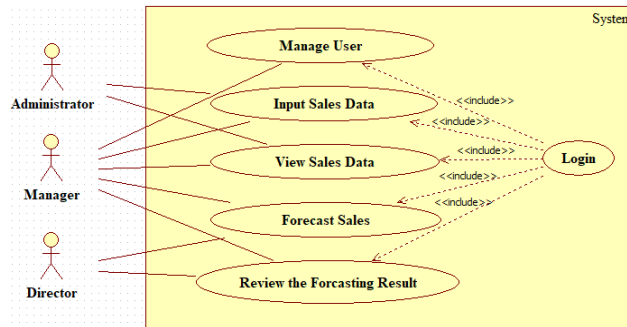 System
Manage User
Administrator
Input Sales Data
<<include>>
<<include>>
Manager
View Sales Data
<<include>>
Login
Forecast Sales
<<include>>
<<include>>
Director
Review the Forcasting Result